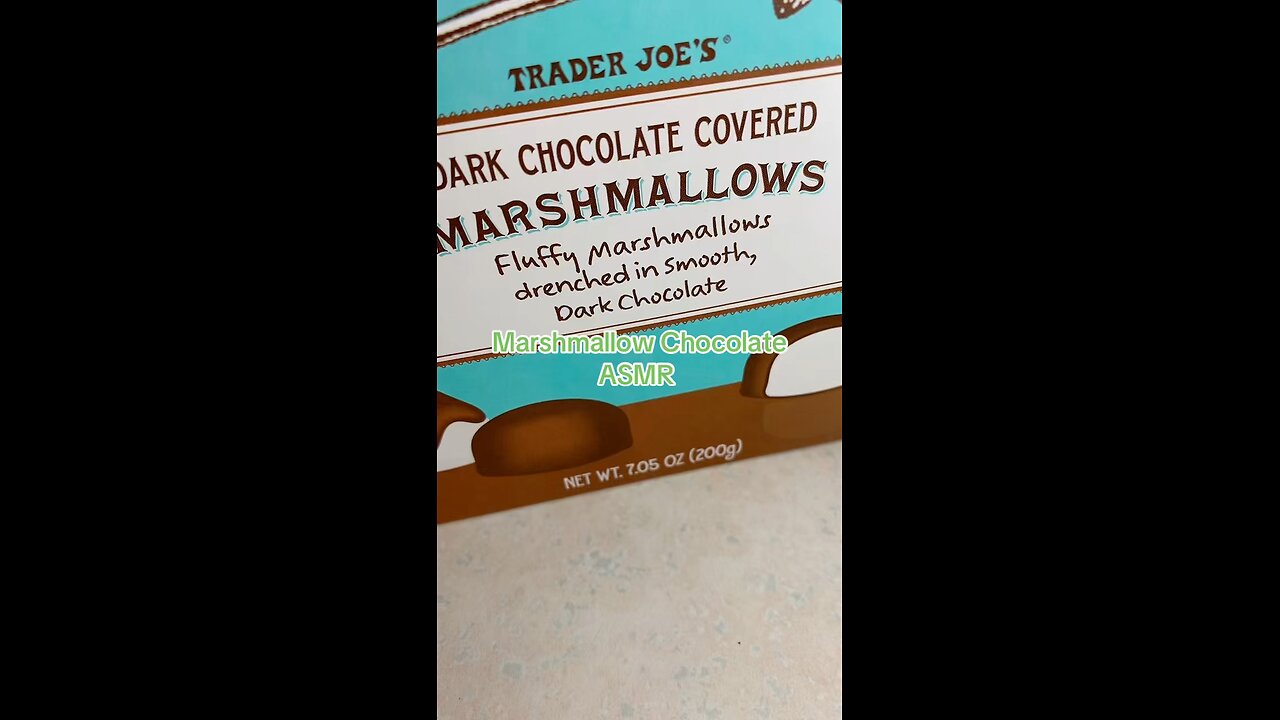 TRADER JOE'S®
DARK CHOCOLATE COVERED
MARSHMALLOWS
Fluffy Marshmallows
drenched in Smooth,
Dark Chocolate
Marshmallow Chocolate
ASMR
NET WT. 7.05 OZ (200g)